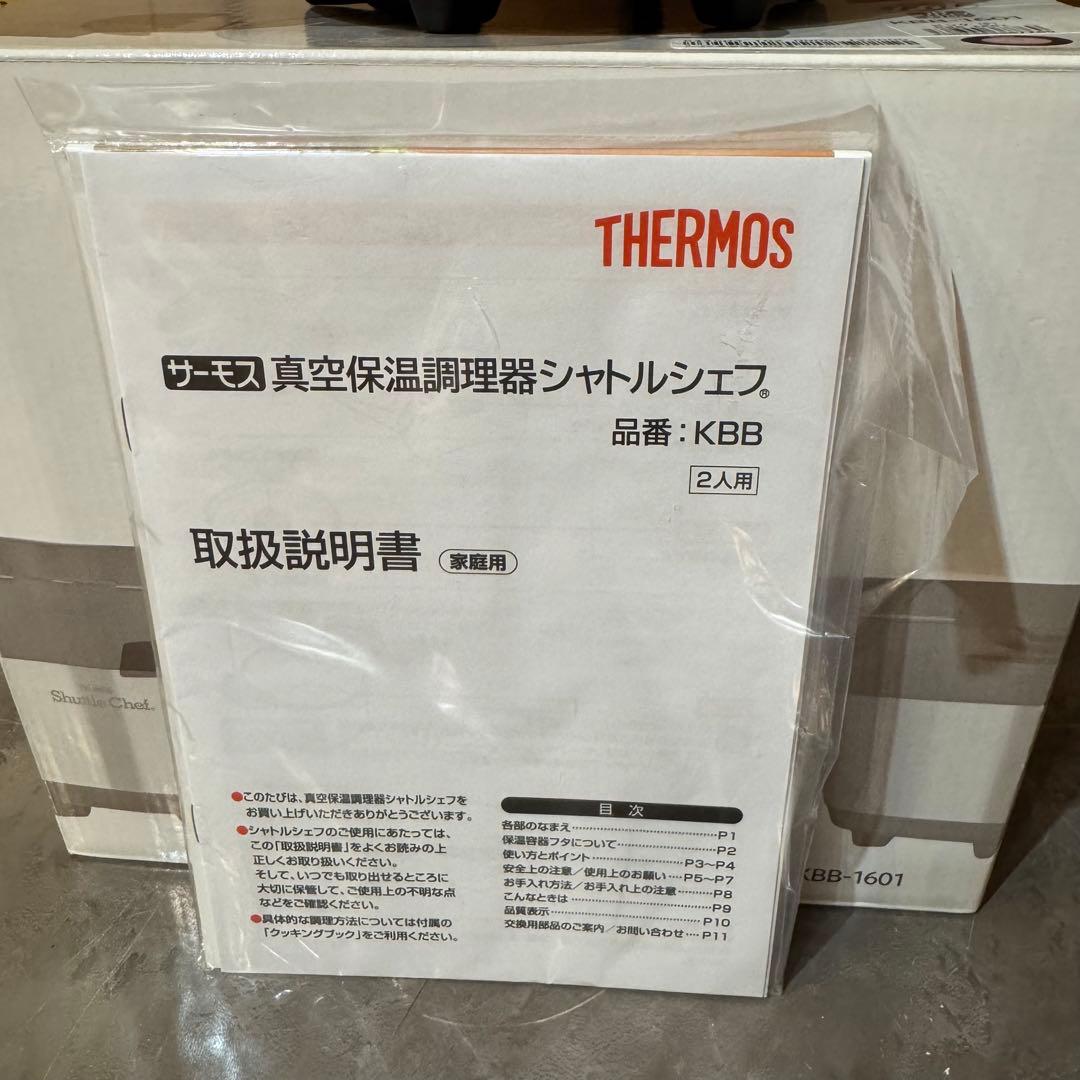 THERMOS
サーモス 真空保温調理器シャトルシェフ®
品番：KBB
2人用
取扱説明書 家庭用
●このたびは、真空保温調理器シャトルシェフを
お買い上げいただきありがとうございます。
●シャトルシェフのご使用にあたっては、
この「取扱説明書」をよくお読みの上
正しくお取り扱いください。
そして、いつでも取り出せるところに
大切に保管して、ご使用上の不明な点
などをご確認ください。
●具体的な調理方法については付属の
「クッキングブック」をご利用ください。
目次
各部のなまえ…………………………P1
保温容器フタについて………………P2
使い方とポイント………………P3〜P4
安全上の注意／使用上のお願い……P5〜P7
お手入れ方法／お手入れ上の注意……P8
こんなときは…………………………P9
品質表示………………………………P10
交換用部品のご案内／お問い合わせ……P11
Shuttle Chef®
KBB-1601